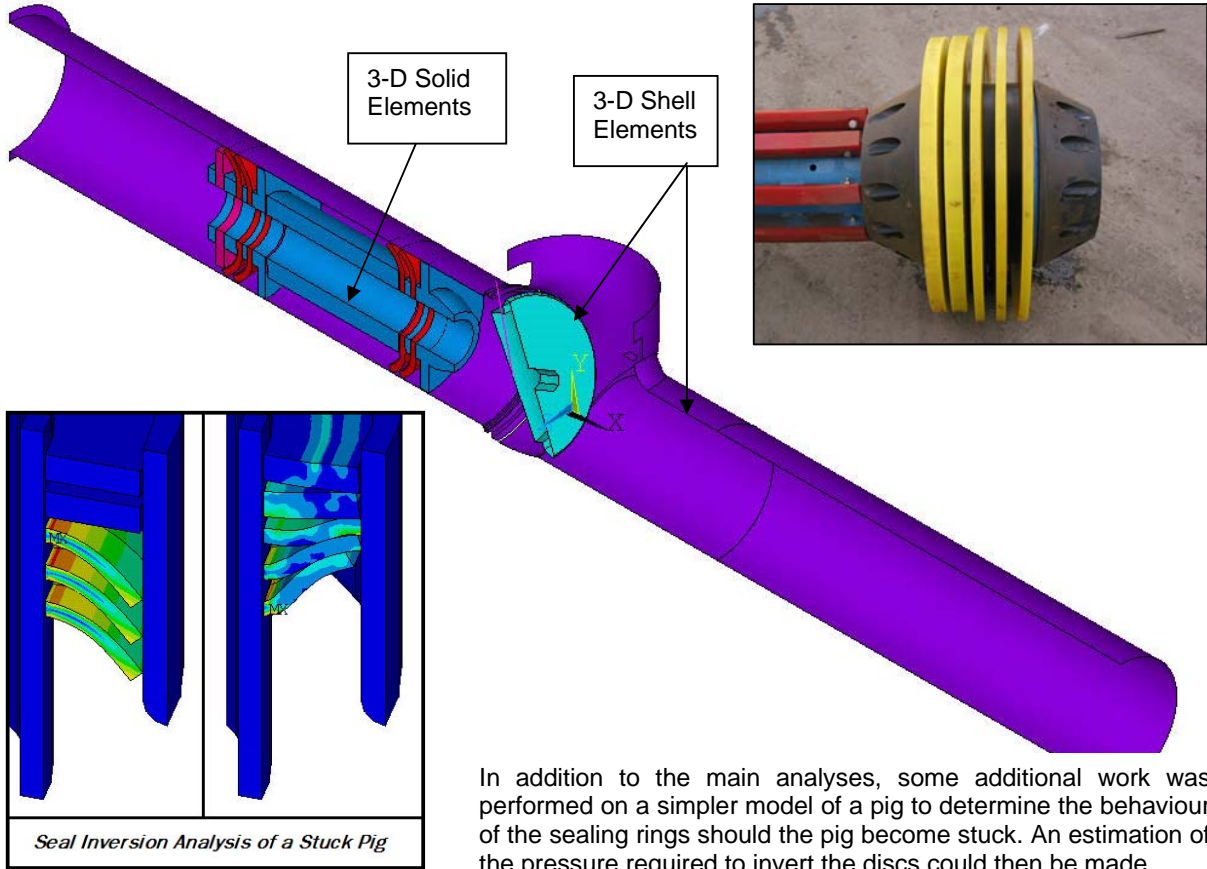 3-D Solid
Elements
3-D Shell
Elements
Y
X
MX
MX
Seal Inversion Analysis of a Stuck Pig
In addition to the main analyses, some additional work was
performed on a simpler model of a pig to determine the behaviour
of the sealing rings should the pig become stuck. An estimation of
the pressure required to invert the discs could then be made